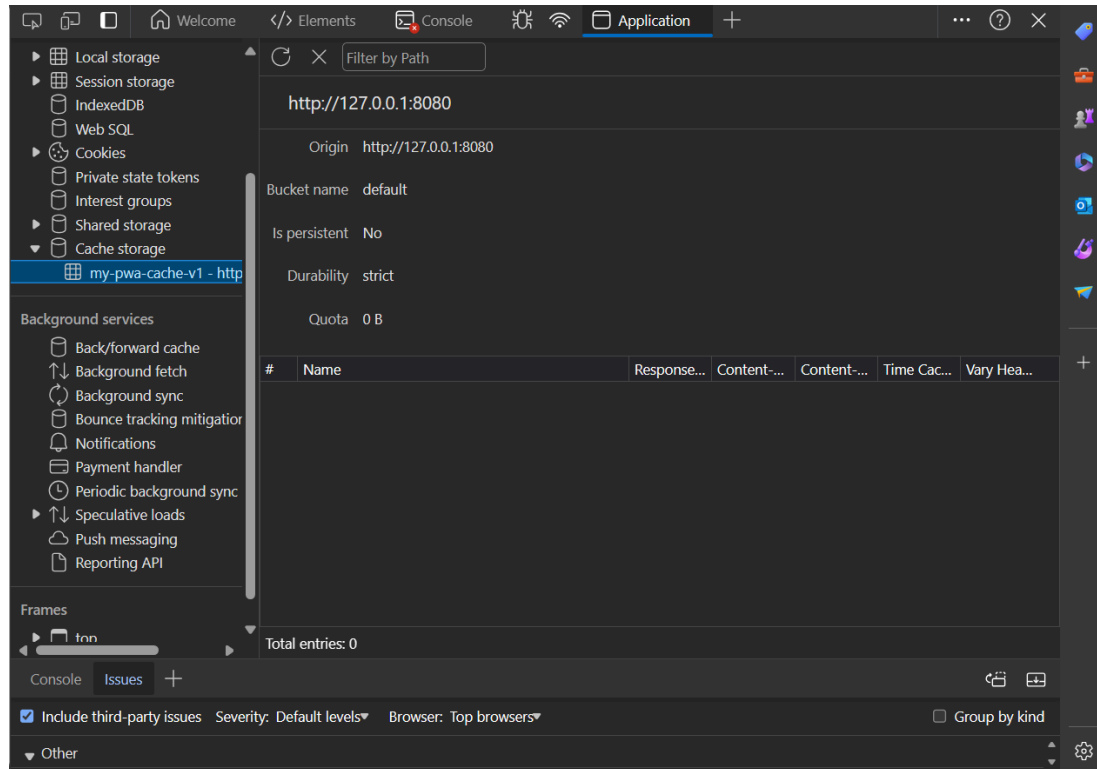 Welcome
Elements
Console
Application
Local storage
Session storage
IndexedDB
Web SQL
Cookies
Private state tokens
Interest groups
Shared storage
Cache storage
my-pwa-cache-v1 - http
Background services
Back/forward cache
Background fetch
Background sync
Bounce tracking mitigation
Notifications
Payment handler
Periodic background sync
Speculative loads
Push messaging
Reporting API
Frames
top
Filter by Path
http://127.0.0.1:8080
Origin http://127.0.0.1:8080
Bucket name default
Is persistent No
Durability strict
Quota 0 B
# Name Response... Content-... Content-... Time Cac... Vary Hea...
Total entries: 0
Console Issues
Include third-party issues Severity: Default levels Browser: Top browsers Group by kind
Other